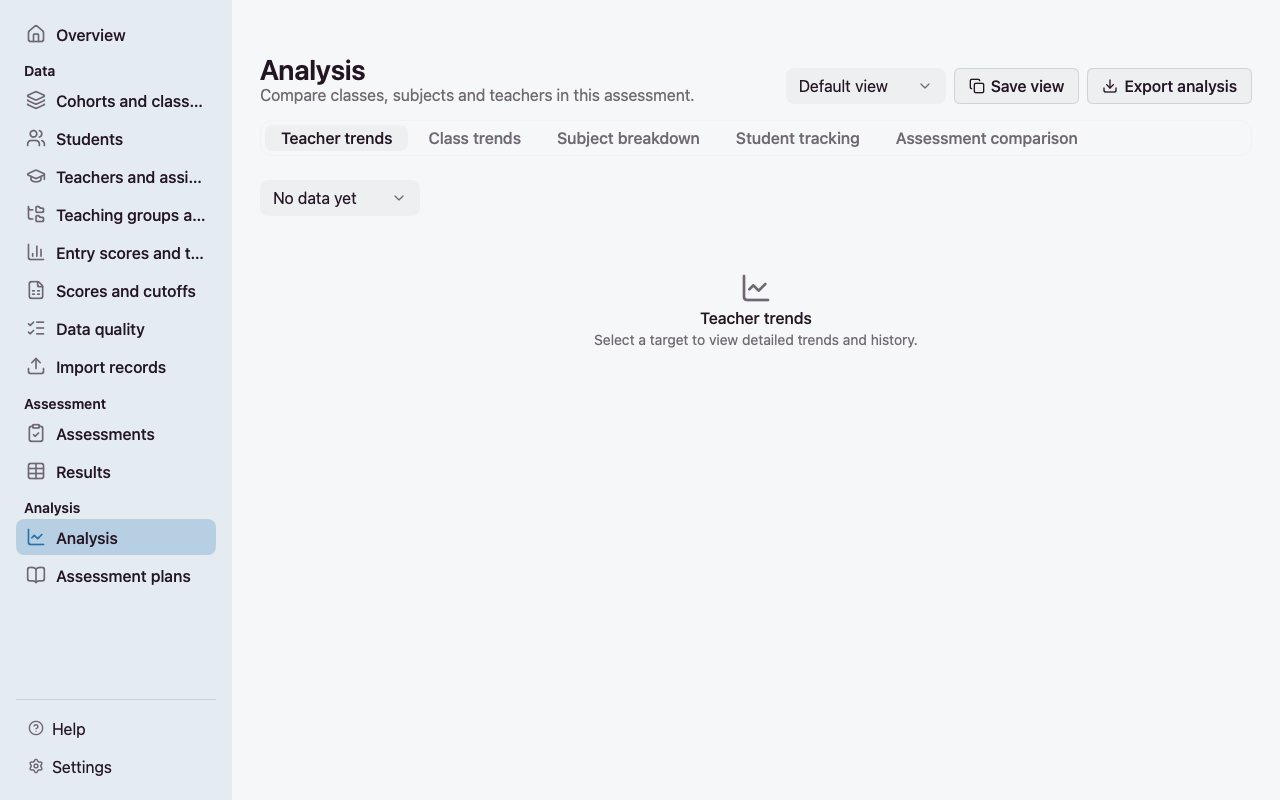 Overview
Data
Cohorts and class...
Students
Teachers and assi...
Teaching groups a...
Entry scores and t...
Scores and cutoffs
Data quality
Import records
Assessment
Assessments
Results
Analysis
Analysis
Assessment plans
Help
Settings
Analysis
Compare classes, subjects and teachers in this assessment.
Default view
Save view
Export analysis
Teacher trends
Class trends
Subject breakdown
Student tracking
Assessment comparison
No data yet
Teacher trends
Select a target to view detailed trends and history.